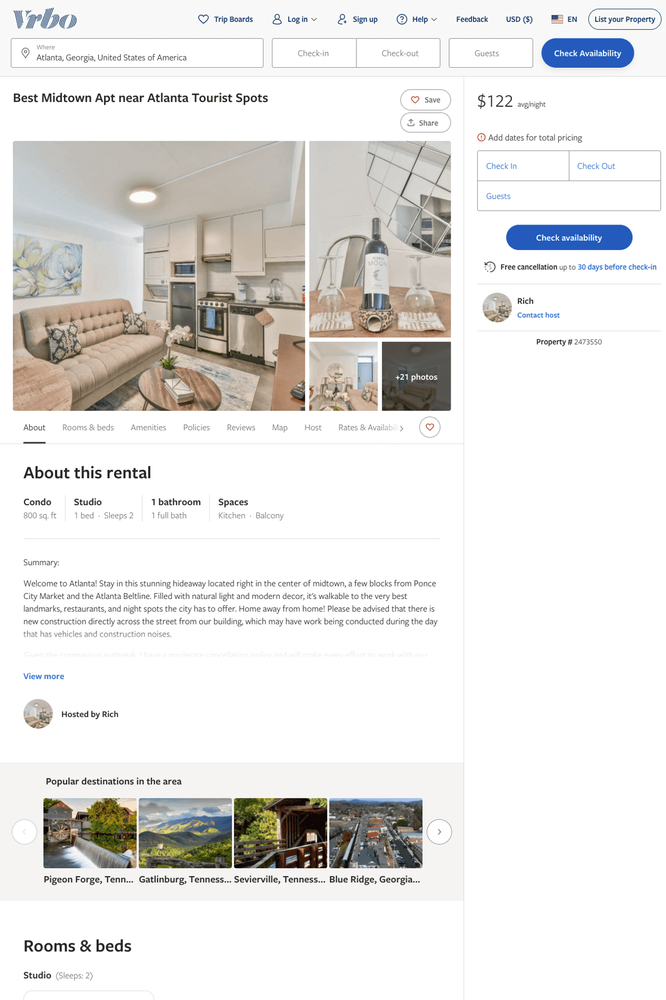 Vrbo
Trip Boards
Log in
Sign up
Help
Feedback
USD ($)
EN
List your Property
Where
Atlanta, Georgia, United States of America
Check-in
Check-out
Guests
Check Availability
Best Midtown Apt near Atlanta Tourist Spots
Save
Share
$122 avg/night
Add dates for total pricing
Check In
Check Out
Guests
Check availability
Free cancellation up to 30 days before check-in
Rich
Contact host
Property # 2473550
MOON
+21 photos
About
Rooms & beds
Amenities
Policies
Reviews
Map
Host
Rates & Availabili
About this rental
Condo
800 sq. ft
Studio
1 bed · Sleeps 2
1 bathroom
1 full bath
Spaces
Kitchen · Balcony
Summary:
Welcome to Atlanta! Stay in this stunning hideaway located right in the center of midtown, a few blocks from Ponce
City Market and the Atlanta Beltline. Filled with natural light and modern decor, it's walkable to the very best
landmarks, restaurants, and night spots the city has to offer. Home away from home! Please be advised that there is
new construction directly across the street from our building, which may have work being conducted during the day
that has vehicles and construction noises.
Given the coronavirus outbreak, I have a moderate cancellation policy and will make every effort to work with our
View more
Hosted by Rich
Popular destinations in the area
Pigeon Forge, Tenn...
Gatlinburg, Tenness...
Sevierville, Tenness...
Blue Ridge, Georgia...
Rooms & beds
Studio (Sleeps: 2)